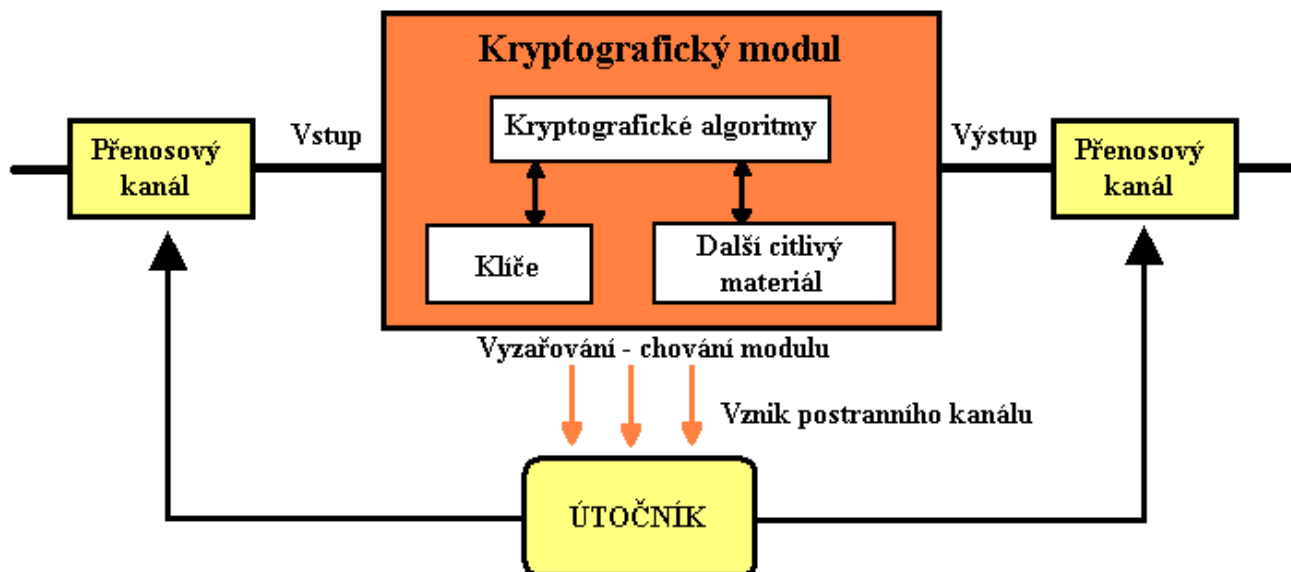 Kryptografický modul
Kryptografické algoritmy
Vstup
Výstup
Přenosový
kanál
Přenosový
kanál
Klíče
Další citlivý
materiál
Vyzařování - chování modulu
Vznik postranního kanálu
ÚTOČNÍK